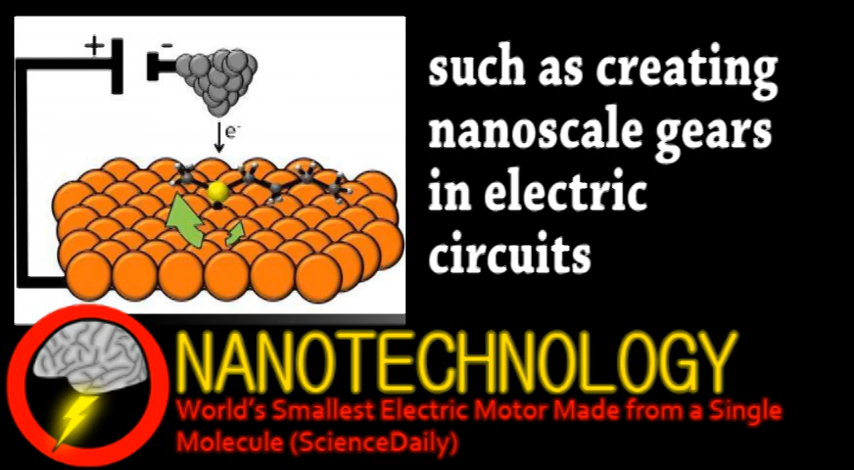 + -
e-
such as creating
nanoscale gears
in electric
circuits
NANOTECHNOLOGY
World's Smallest Electric Motor Made from a Single
Molecule (ScienceDaily)